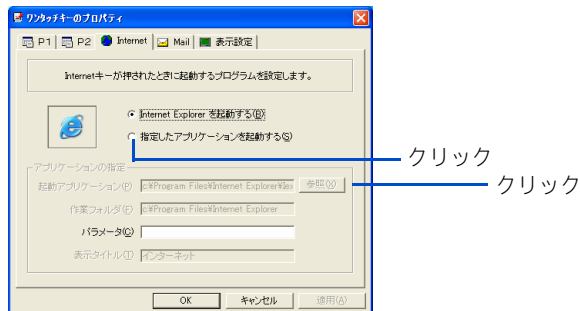 ワンタッチキーのプロパティ
P1 P2 Internet Mail 表示設定
Internetキーが押されたときに起動するプログラムを設定します。
Internet Explorer を起動する(B)
指定したアプリケーションを起動する(S)
クリック
アプリケーションの指定
起動アプリケーション(P) c:¥Program Files¥Internet Explorer¥iex 参照(X)
クリック
作業フォルダ(F) c:¥Program Files¥Internet Explorer
パラメータ(C)
表示タイトル(T) インターネット
OK キャンセル 適用(A)